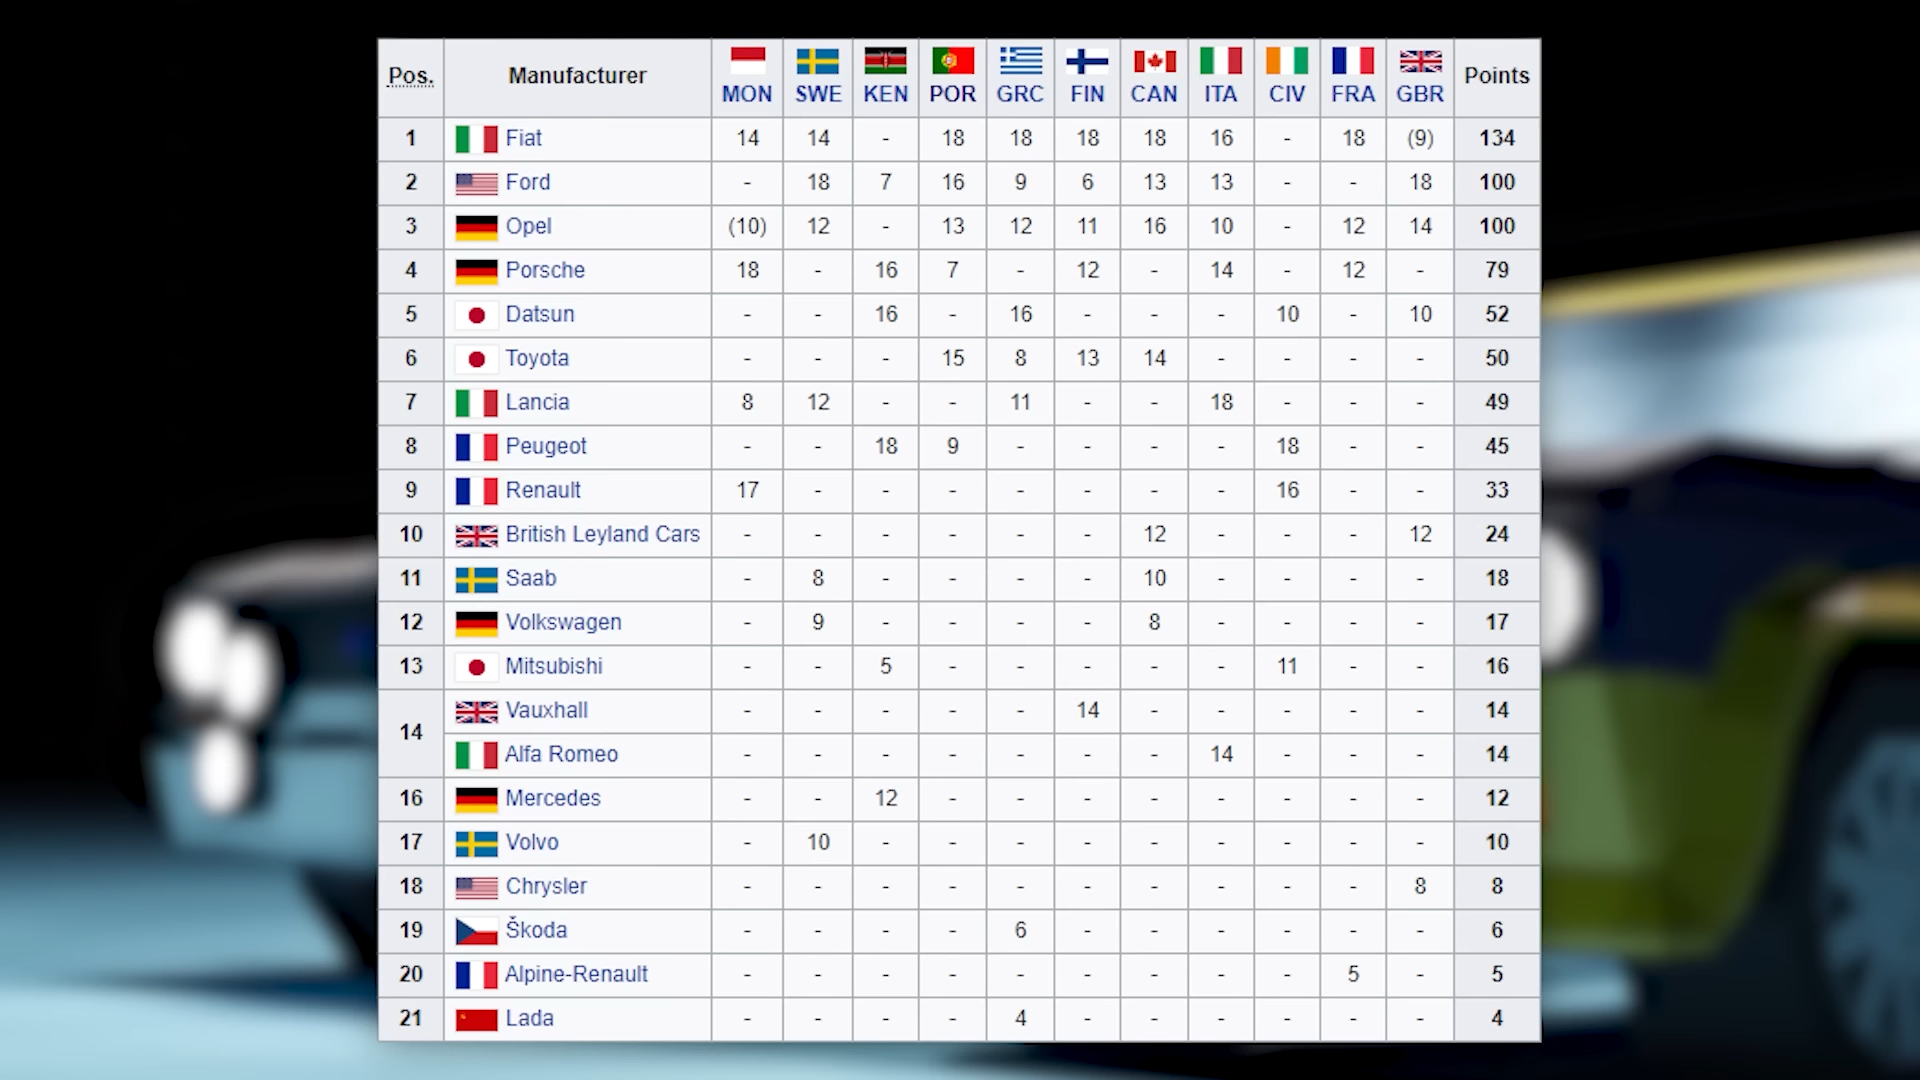 Pos. Manufacturer MON SWE KEN POR GRC FIN CAN ITA CIV FRA GBR Points
1 Fiat 14 14 - 18 18 18 18 16 - 18 (9) 134
2 Ford - 18 7 16 9 6 13 13 - - 18 100
3 Opel (10) 12 - 13 12 11 16 10 - 12 14 100
4 Porsche 18 - 16 7 - 12 - 14 - 12 - 79
5 Datsun - - 16 - 16 - - - 10 - 10 52
6 Toyota - - - 15 8 13 14 - - - - 50
7 Lancia 8 12 - - 11 - - 18 - - - 49
8 Peugeot - - 18 9 - - - - 18 - - 45
9 Renault 17 - - - - - - - 16 - - 33
10 British Leyland Cars - - - - - - 12 - - - 12 24
11 Saab - 8 - - - - 10 - - - - 18
12 Volkswagen - 9 - - - - 8 - - - - 17
13 Mitsubishi - - 5 - - - - - 11 - - 16
14 Vauxhall - - - - - 14 - - - - - 14
Alfa Romeo - - - - - - - 14 - - - 14
16 Mercedes - - 12 - - - - - - - - 12
17 Volvo - 10 - - - - - - - - - 10
18 Chrysler - - - - - - - - - - 8 8
19 Škoda - - - - 6 - - - - - - 6
20 Alpine-Renault - - - - - - - - - 5 - 5
21 Lada - - - - 4 - - - - - - 4